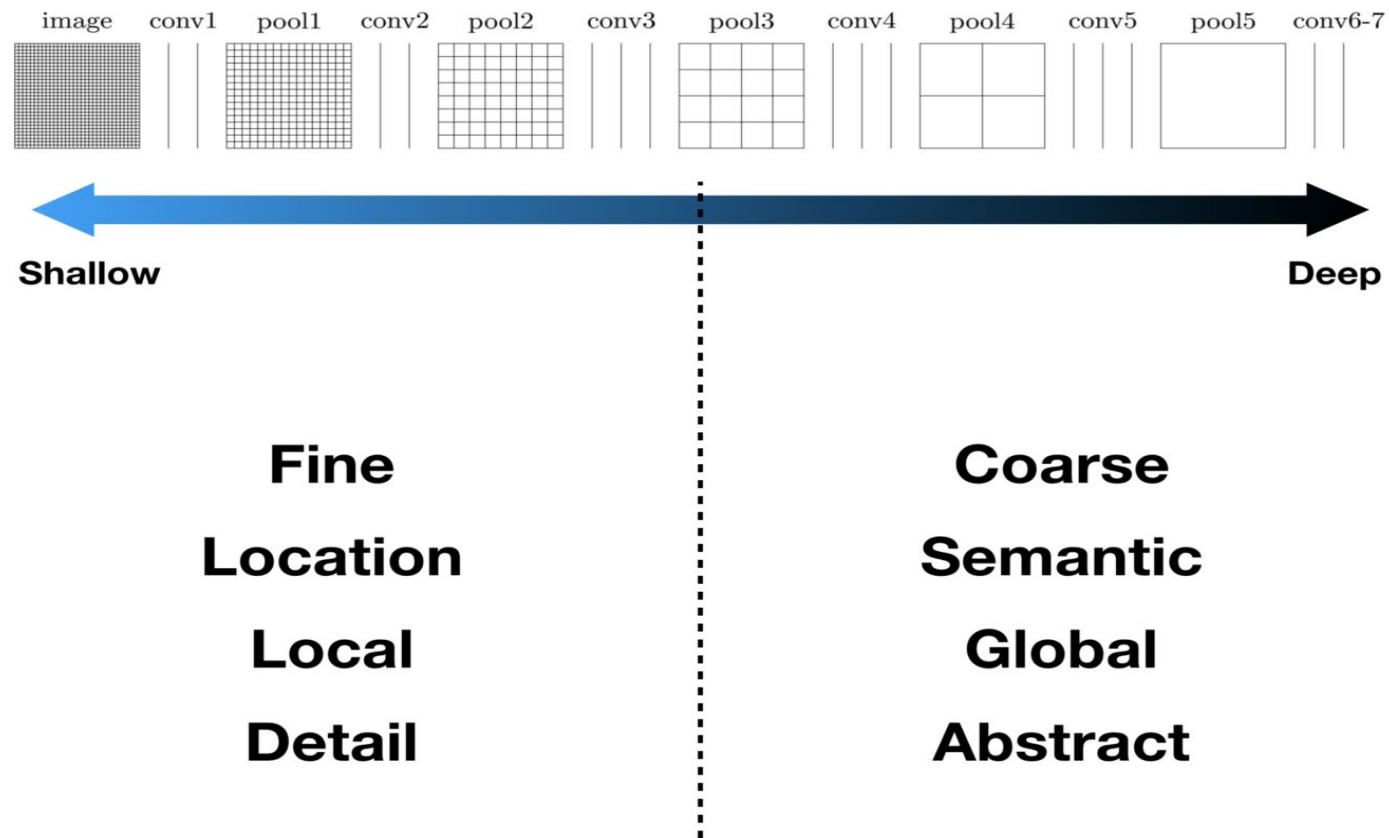 image conv1 pool1 conv2 pool2 conv3 pool3 conv4 pool4 conv5 pool5 conv6-7
Shallow Deep
Fine Coarse
Location Semantic
Local Global
Detail Abstract